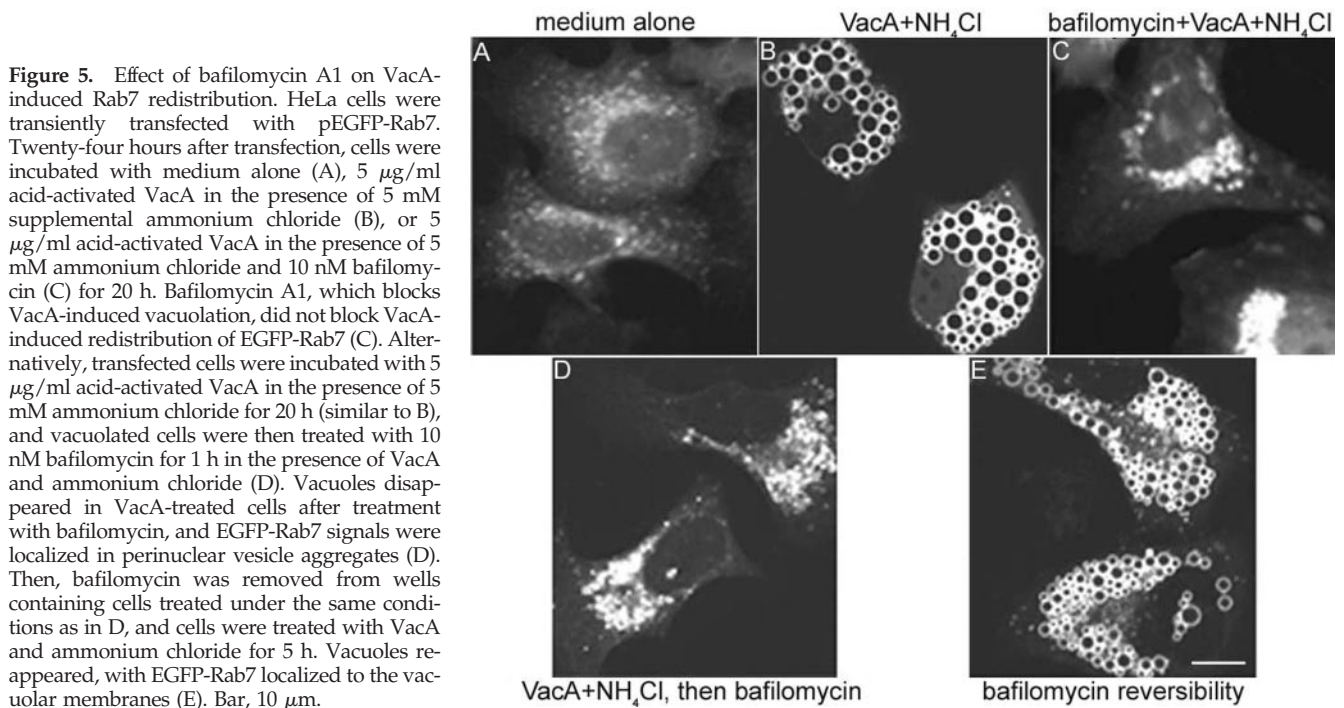 Figure 5. Effect of bafilomycin A1 on VacA-
induced Rab7 redistribution. HeLa cells were
transiently transfected with pEGFP-Rab7.
Twenty-four hours after transfection, cells were
incubated with medium alone (A), 5 μg/ml
acid-activated VacA in the presence of 5 mM
supplemental ammonium chloride (B), or 5
μg/ml acid-activated VacA in the presence of 5
mM ammonium chloride and 10 nM bafilomy-
cin (C) for 20 h. Bafilomycin A1, which blocks
VacA-induced vacuolation, did not block VacA-
induced redistribution of EGFP-Rab7 (C). Alter-
natively, transfected cells were incubated with 5
μg/ml acid-activated VacA in the presence of 5
mM ammonium chloride for 20 h (similar to B),
and vacuolated cells were then treated with 10
nM bafilomycin for 1 h in the presence of VacA
and ammonium chloride (D). Vacuoles disap-
peared in VacA-treated cells after treatment
with bafilomycin, and EGFP-Rab7 signals were
localized in perinuclear vesicle aggregates (D).
Then, bafilomycin was removed from wells
containing cells treated under the same condi-
tions as in D, and cells were treated with VacA
and ammonium chloride for 5 h. Vacuoles re-
appeared, with EGFP-Rab7 localized to the vac-
uolar membranes (E). Bar, 10 μm.
medium alone
VacA+NH₄Cl
bafilomycin+VacA+NH₄Cl
A
B
C
D
E
VacA+NH₄Cl, then bafilomycin
bafilomycin reversibility